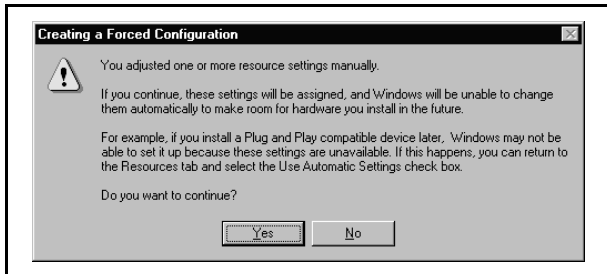 Creating a Forced Configuration
You adjusted one or more resource settings manually.
If you continue, these settings will be assigned, and Windows will be unable to change
them automatically to make room for hardware you install in the future.
For example, if you install a Plug and Play compatible device later, Windows may not be
able to set it up because these settings are unavailable. If this happens, you can return to
the Resources tab and select the Use Automatic Settings check box.
Do you want to continue?
Yes No